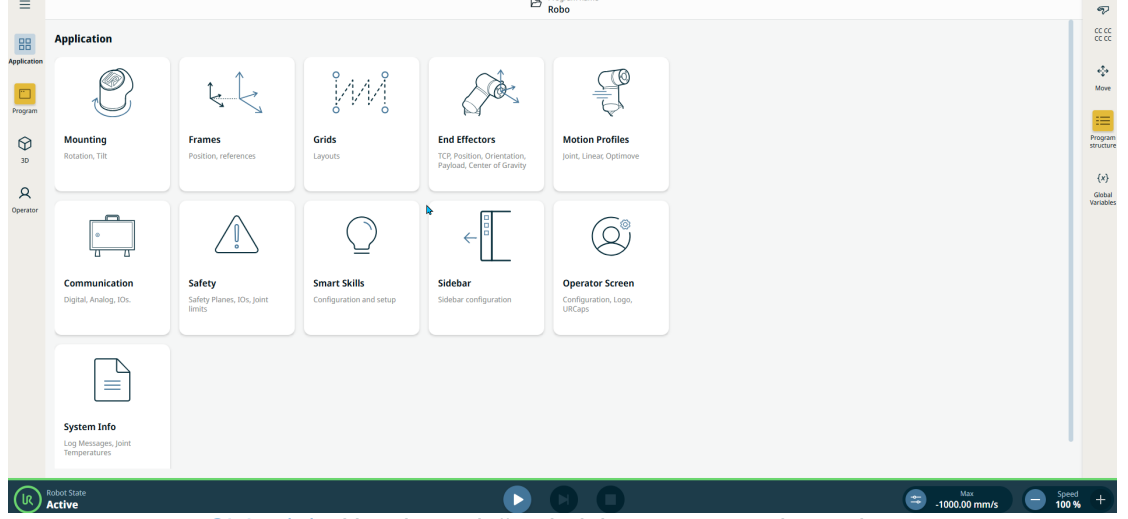 Robo
Application
Application
Program
3D
Operator
Mounting
Rotation, Tilt
Frames
Position, references
Grids
Layouts
End Effectors
TCP, Position, Orientation,
Payload, Center of Gravity
Motion Profiles
Joint, Linear, Optimove
Communication
Digital, Analog, IOs.
Safety
Safety Planes, IOs, Joint
limits
Smart Skills
Configuration and setup
Sidebar
Sidebar configuration
Operator Screen
Configuration, Logo,
URCaps
System Info
Log Messages, Joint
Temperatures
CC CC
CC CC
Move
Program
structure
{x}
Global
Variables
UR
Robot State
Active
Max
-1000.00 mm/s
Speed
100 %